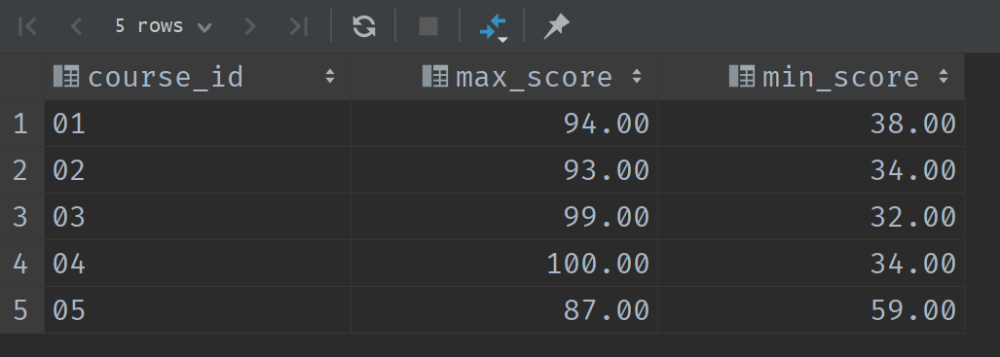 5 rows
course_id max_score min_score
1 01 94.00 38.00
2 02 93.00 34.00
3 03 99.00 32.00
4 04 100.00 34.00
5 05 87.00 59.00